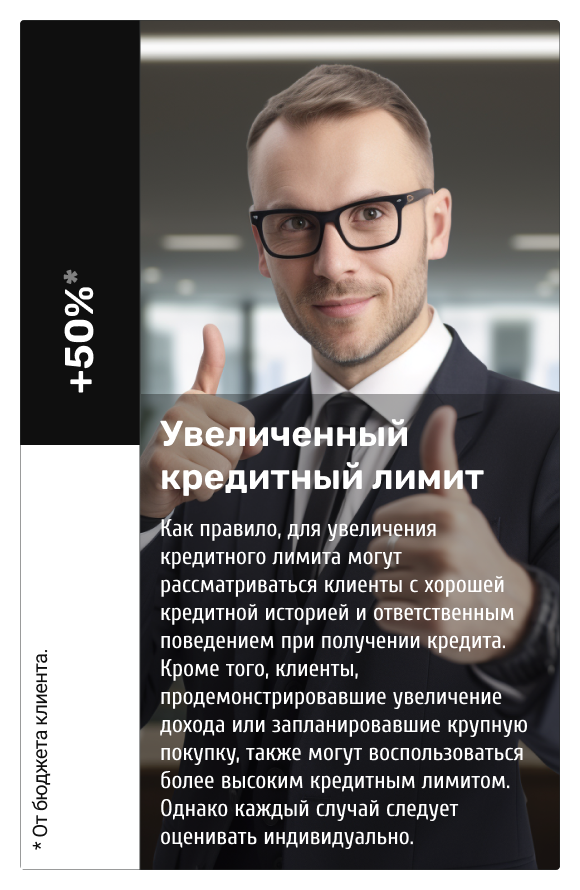 +50%*
* От бюджета клиента.
Увеличенный
кредитный лимит
Как правило, для увеличения
кредитного лимита могут
рассматриваться клиенты с хорошей
кредитной историей и ответственным
поведением при получении кредита.
Кроме того, клиенты,
продемонстрировавшие увеличение
дохода или запланировавшие крупную
покупку, также могут воспользоваться
более высоким кредитным лимитом.
Однако каждый случай следует
оценивать индивидуально.